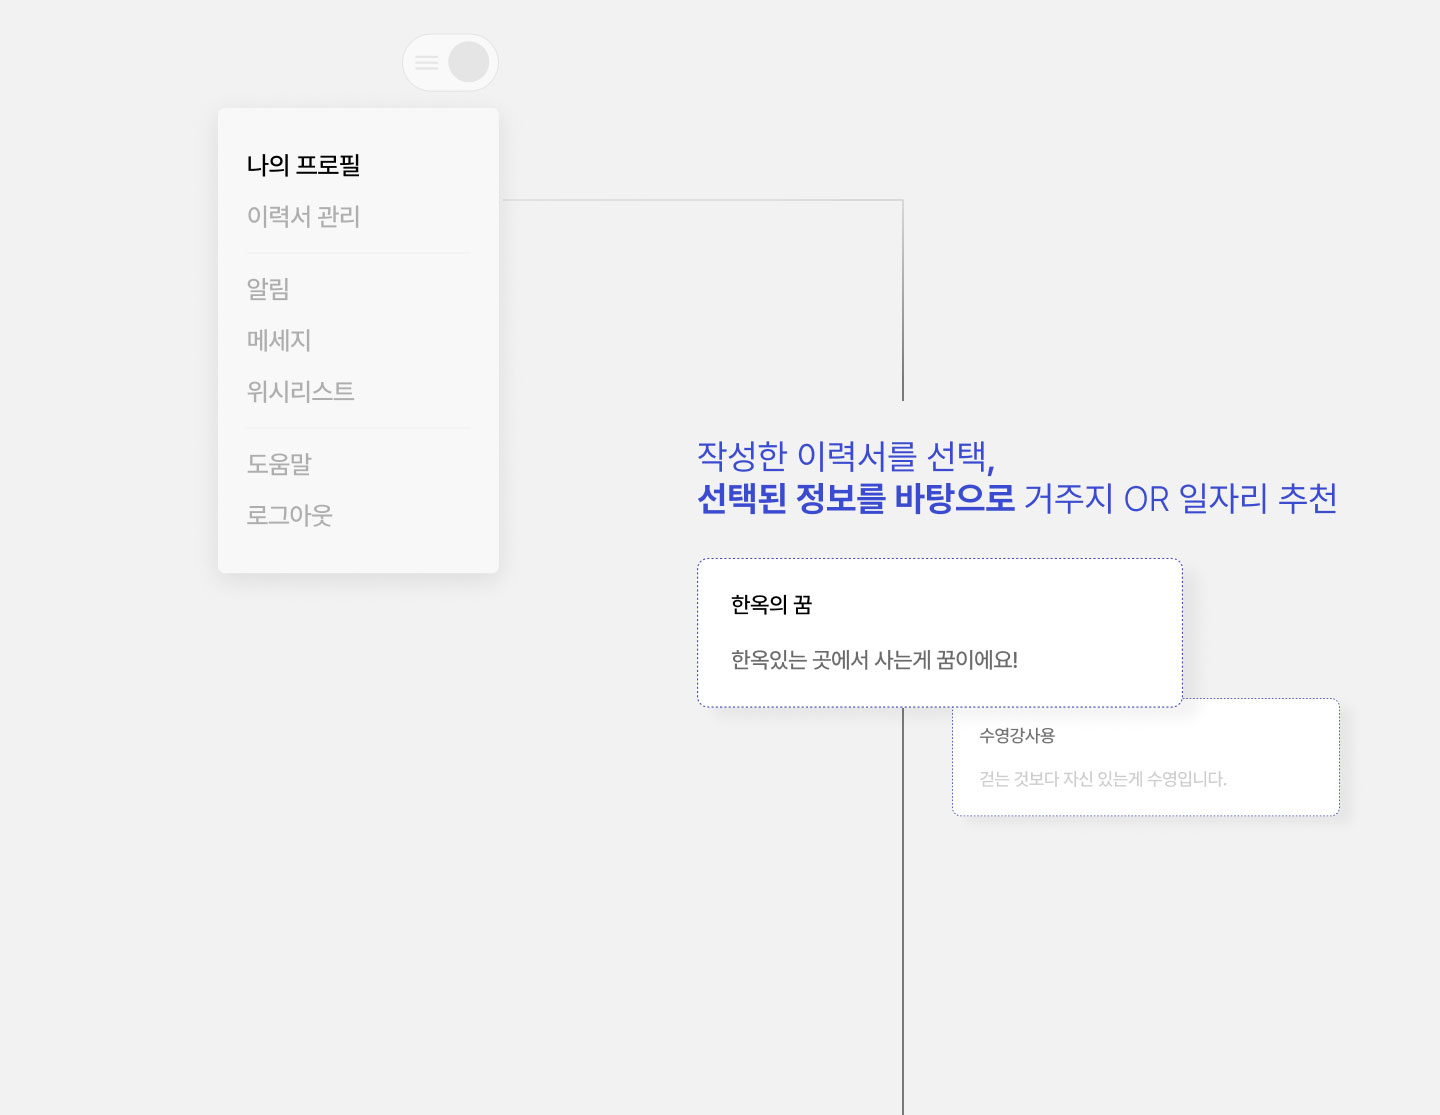 나의 프로필
이력서 관리
알림
메세지
위시리스트
도움말
로그아웃
작성한 이력서를 선택,
선택된 정보를 바탕으로 거주지 OR 일자리 추천
한옥의 꿈
한옥있는 곳에서 사는게 꿈이에요!
수영강사용
걷는 것보다 자신 있는게 수영입니다.